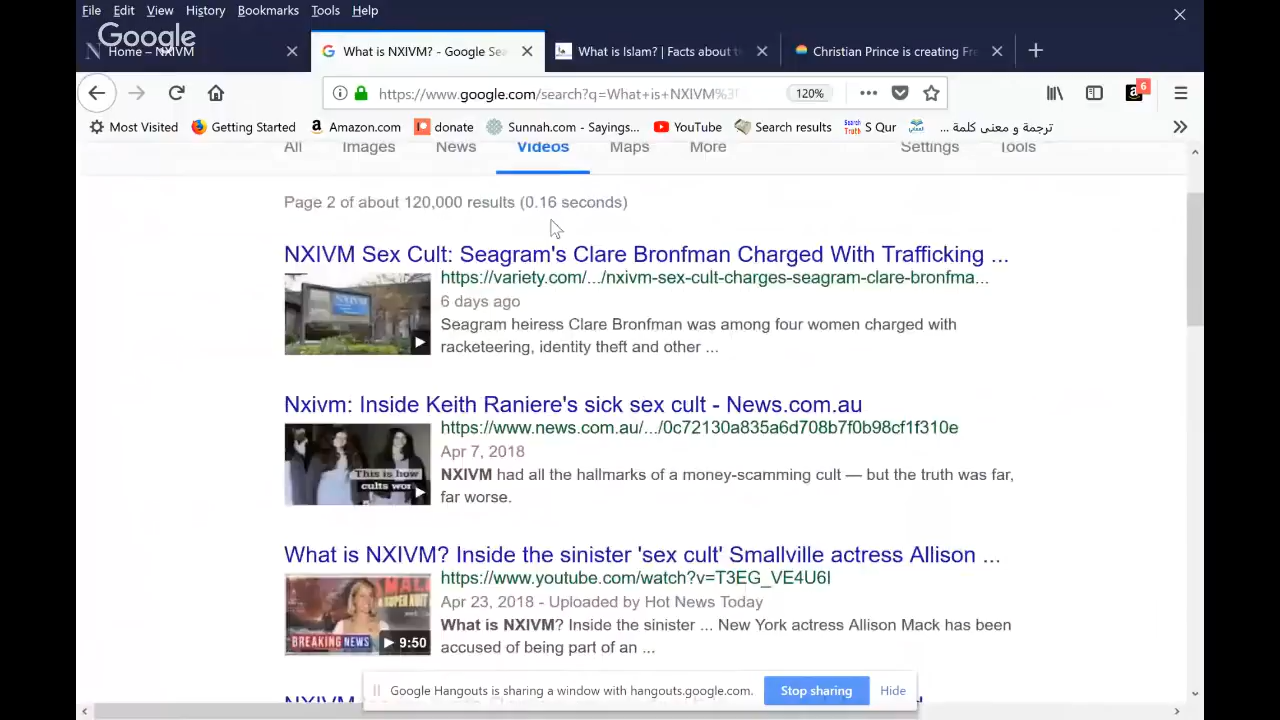 File Edit View History Bookmarks Tools Help
Google
Home – NXIVM
What is NXIVM? - Google Sea
What is Islam? | Facts about t
Christian Prince is creating Fre
https://www.google.com/search?q=What+is+NXIVM%3
120%
6
Most Visited Getting Started Amazon.com donate Sunnah.com - Sayings,... YouTube Search results Search Truth S Qur ترجمة و معنى كلمة ...
All Images News Videos Maps More Settings Tools
Page 2 of about 120,000 results (0.16 seconds)
NXIVM Sex Cult: Seagram's Clare Bronfman Charged With Trafficking ...
https://variety.com/.../nxivm-sex-cult-charges-seagram-clare-bronfma...
6 days ago
Seagram heiress Clare Bronfman was among four women charged with
racketeering, identity theft and other ...
Nxivm: Inside Keith Raniere's sick sex cult - News.com.au
https://www.news.com.au/.../0c72130a835a6d708b7f0b98cf1f310e
Apr 7, 2018
This is how
cults wor
NXIVM had all the hallmarks of a money-scamming cult — but the truth was far,
far worse.
What is NXIVM? Inside the sinister 'sex cult' Smallville actress Allison ...
https://www.youtube.com/watch?v=T3EG_VE4U6I
Apr 23, 2018 - Uploaded by Hot News Today
BREAKING NEWS
9:50
What is NXIVM? Inside the sinister ... New York actress Allison Mack has been
accused of being part of an ...
Google Hangouts is sharing a window with hangouts.google.com.
Stop sharing
Hide